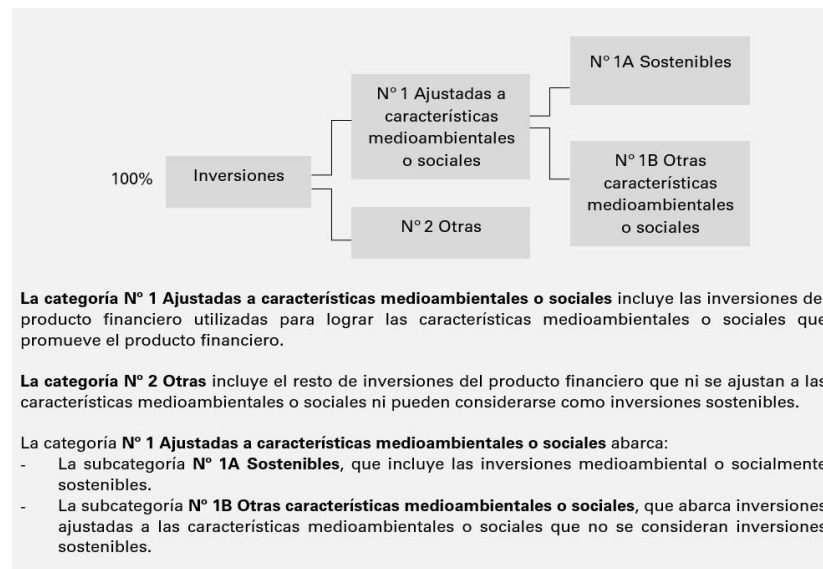 Nº 1A Sostenibles
Nº 1 Ajustadas a
características
medioambientales
o sociales
100%
Inversiones
Nº 1B Otras
características
medioambientales
o sociales
Nº 2 Otras
La categoría Nº 1 Ajustadas a características medioambientales o sociales incluye las inversiones de
producto financiero utilizadas para lograr las características medioambientales o sociales que
promueve el producto financiero.
La categoría Nº 2 Otras incluye el resto de inversiones del producto financiero que ni se ajustan a las
características medioambientales o sociales ni pueden considerarse como inversiones sostenibles.
La categoría Nº 1 Ajustadas a características medioambientales o sociales abarca:
- La subcategoría Nº 1A Sostenibles, que incluye las inversiones medioambiental o socialmente
sostenibles.
- La subcategoría Nº 1B Otras características medioambientales o sociales, que abarca inversiones
ajustadas a las características medioambientales o sociales que no se consideran inversiones
sostenibles.